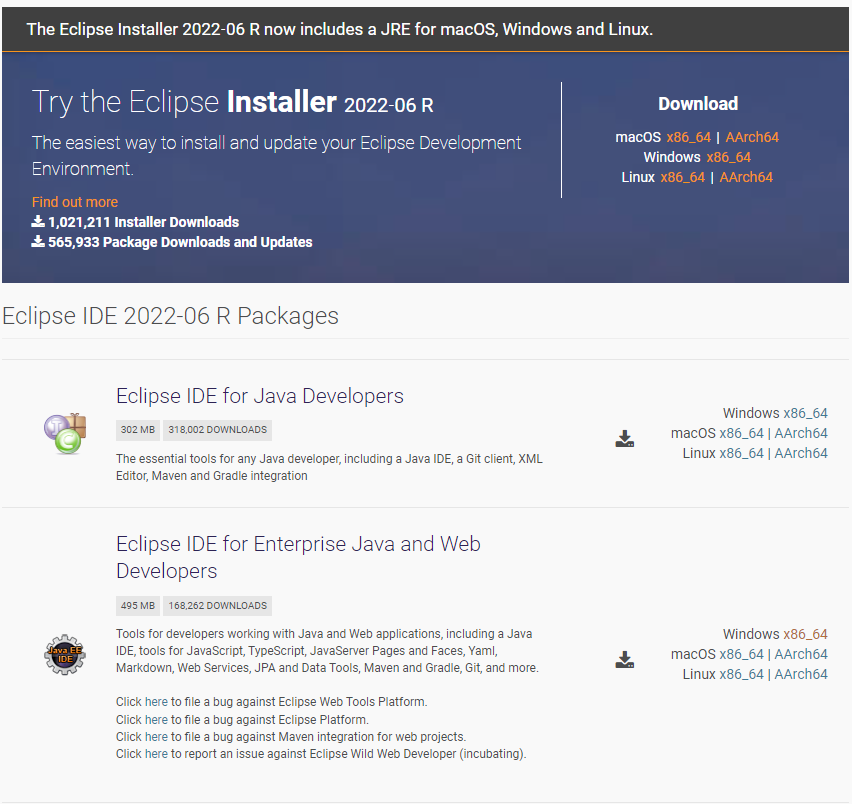 The Eclipse Installer 2022-06 R now includes a JRE for macOS, Windows and Linux.
Try the Eclipse Installer 2022-06 R
The easiest way to install and update your Eclipse Development
Environment.
Find out more
1,021,211 Installer Downloads
565,933 Package Downloads and Updates
Download
macOS x86_64 | AArch64
Windows x86_64
Linux x86_64 | AArch64
Eclipse IDE 2022-06 R Packages
Eclipse IDE for Java Developers
302 MB 318,002 DOWNLOADS
The essential tools for any Java developer, including a Java IDE, a Git client, XML
Editor, Maven and Gradle integration
Windows x86_64
macOS x86_64 | AArch64
Linux x86_64 | AArch64
Eclipse IDE for Enterprise Java and Web
Developers
495 MB 168,262 DOWNLOADS
Java EE
IDE
Tools for developers working with Java and Web applications, including a Java
IDE, tools for JavaScript, TypeScript, JavaServer Pages and Faces, Yaml,
Markdown, Web Services, JPA and Data Tools, Maven and Gradle, Git, and more.
Click here to file a bug against Eclipse Web Tools Platform.
Click here to file a bug against Eclipse Platform.
Click here to file a bug against Maven integration for web projects.
Click here to report an issue against Eclipse Wild Web Developer (incubating).
Windows x86_64
macOS x86_64 | AArch64
Linux x86_64 | AArch64